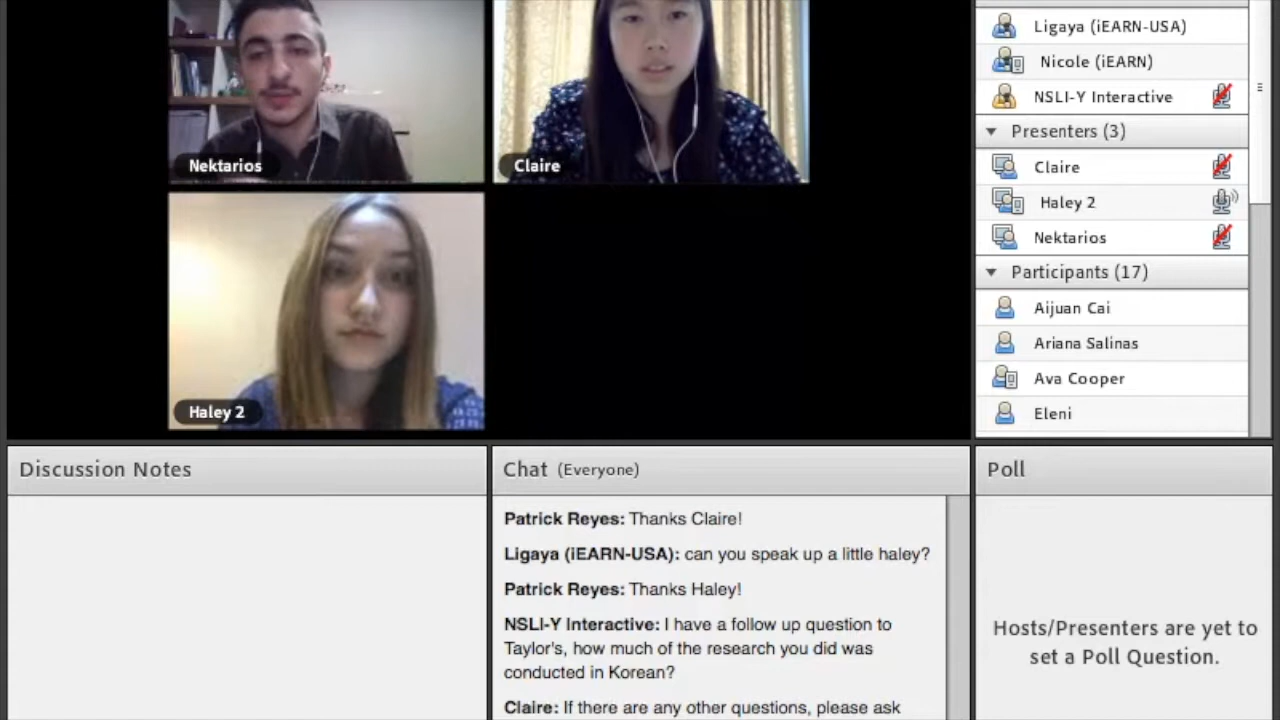 Nektarios
Claire
Haley 2
Ligaya (iEARN-USA)
Nicole (iEARN)
NSLI-Y Interactive
Presenters (3)
Claire
Haley 2
Nektarios
Participants (17)
Aijuan Cai
Ariana Salinas
Ava Cooper
Eleni
Discussion Notes
Chat (Everyone)
Patrick Reyes: Thanks Claire!
Ligaya (iEARN-USA): can you speak up a little haley?
Patrick Reyes: Thanks Haley!
NSLI-Y Interactive: I have a follow up question to
Taylor's, how much of the research you did was
conducted in Korean?
Claire: If there are any other questions, please ask
Poll
Hosts/Presenters are yet to
set a Poll Question.